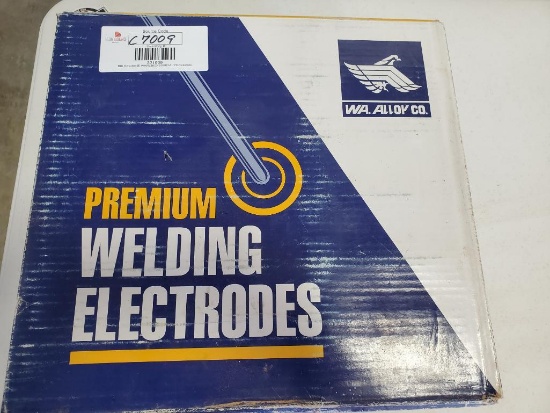 C7009
WA. ALLOY CO.
PREMIUM
WELDING
ELECTRODES